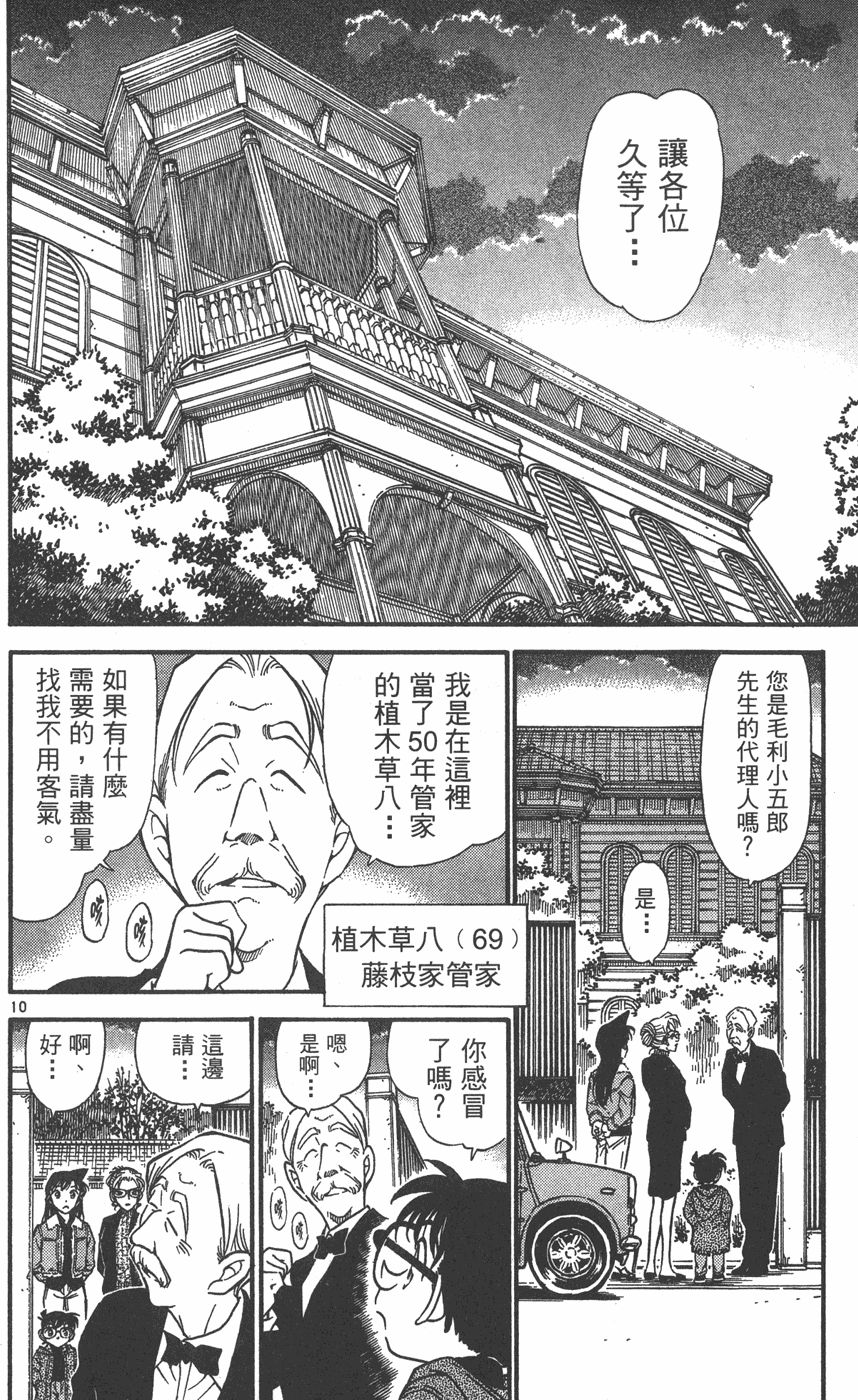 讓各位
久等了…
您是毛利小五郎
先生的代理人嗎?
是…
我是在這裡
當了50年管家
的植木草八…
如果有什麼
需要的，請盡量
找我不用客氣。
咳
咳
植木草八（69）
藤枝家管家
10
你感冒
了嗎?
嗯、
是啊…
咳
咳
這邊
請…
啊、
好…